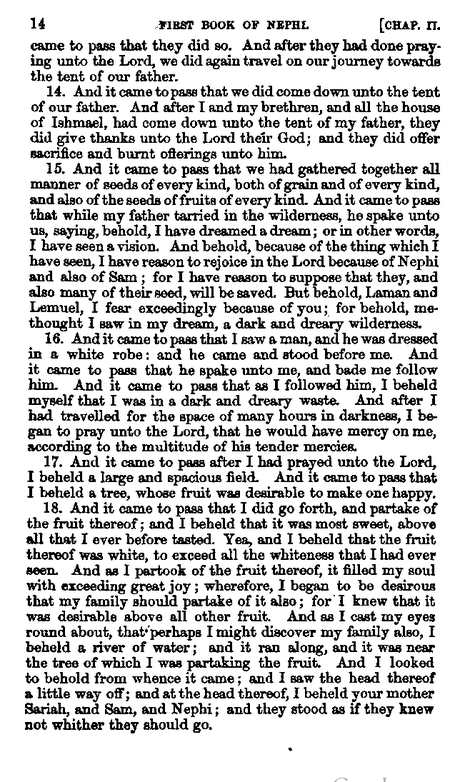 14 FIRST BOOK OF NEPHI. [CHAP. II.
came to pass that they did so. And after they had done pray-
ing unto the Lord, we did again travel on our journey towards
the tent of our father.
14. And it came to pass that we did come down unto the tent
of our father. And after I and my brethren, and all the house
of Ishmael, had come down unto the tent of my father, they
did give thanks unto the Lord their God; and they did offer
sacrifice and burnt offerings unto him.
15. And it came to pass that we had gathered together all
manner of seeds of every kind, both of grain and of every kind,
and also of the seeds of fruits of every kind. And it came to pass
that while my father tarried in the wilderness, he spake unto
us, saying, behold, I have dreamed a dream; or in other words,
I have seen a vision. And behold, because of the thing which I
have seen, I have reason to rejoice in the Lord because of Nephi
and also of Sam; for I have reason to suppose that they, and
also many of their seed, will be saved. But behold, Laman and
Lemuel, I fear exceedingly because of you; for behold, me-
thought I saw in my dream, a dark and dreary wilderness.
16. And it came to pass that I saw a man, and he was dressed
in a white robe: and he came and stood before me. And
it came to pass that he spake unto me, and bade me follow
him. And it came to pass that as I followed him, I beheld
myself that I was in a dark and dreary waste. And after I
had travelled for the space of many hours in darkness, I be-
gan to pray unto the Lord, that he would have mercy on me,
according to the multitude of his tender mercies.
17. And it came to pass after I had prayed unto the Lord,
I beheld a large and spacious field. And it came to pass that
I beheld a tree, whose fruit was desirable to make one happy.
18. And it came to pass that I did go forth, and partake of
the fruit thereof; and I beheld that it was most sweet, above
all that I ever before tasted. Yea, and I beheld that the fruit
thereof was white, to exceed all the whiteness that I had ever
seen. And as I partook of the fruit thereof, it filled my soul
with exceeding great joy; wherefore, I began to be desirous
that my family should partake of it also; for I knew that it
was desirable above all other fruit. And as I cast my eyes
round about, that perhaps I might discover my family also, I
beheld a river of water; and it ran along, and it was near
the tree of which I was partaking the fruit. And I looked
to behold from whence it came; and I saw the head thereof
a little way off; and at the head thereof, I beheld your mother
Sariah, and Sam, and Nephi; and they stood as if they knew
not whither they should go.